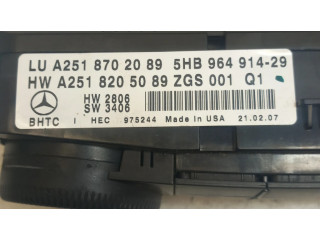 LU A251 870 20 89 5HB 964 914-29
HW A251 820 50 89 ZGS 001 Q1
HW 2806
SW 3406
BHTC I HEC 975244 Made In USA 21.02.07